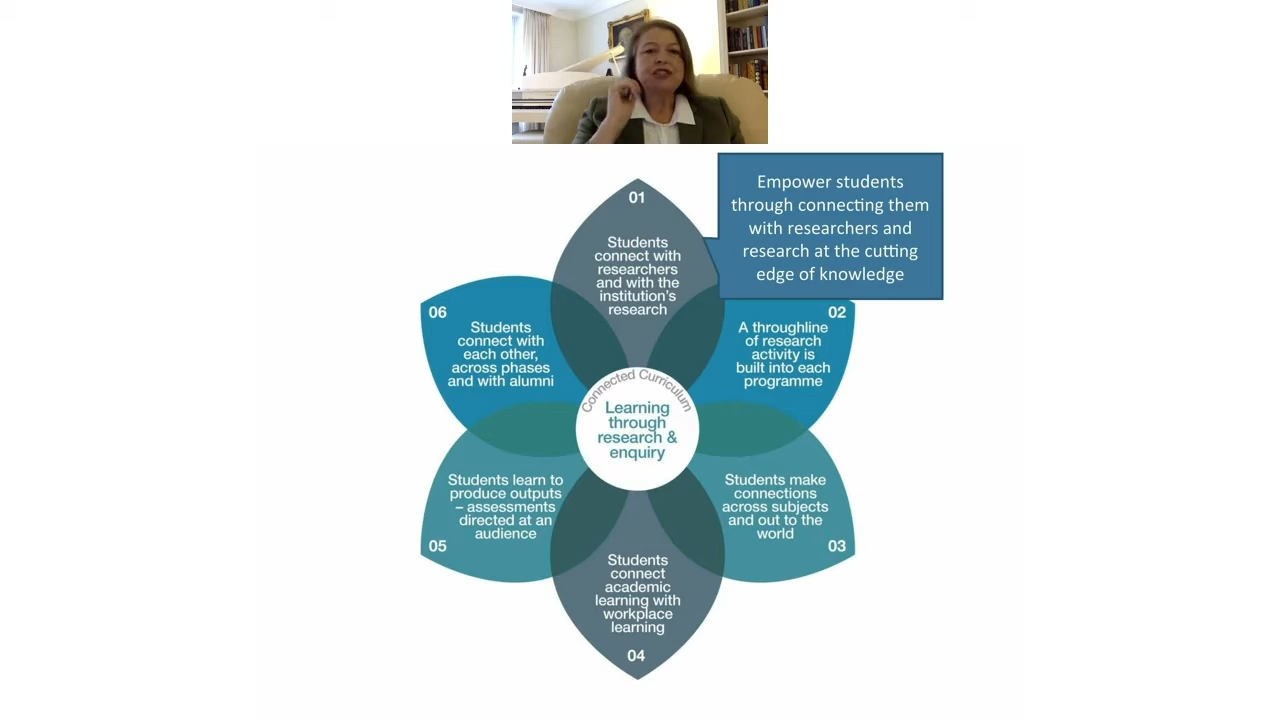 01
Students
connect with
researchers
and with the
institution's
research
Empower students
through connecting them
with researchers and
research at the cutting
edge of knowledge
02
A throughline
of research
activity is
built into each
programme
03
Students make
connections
across subjects
and out to the
world
04
Students
connect
academic
learning with
workplace
learning
05
Students learn to
produce outputs
– assessments
directed at an
audience
06
Students
connect with
each other,
across phases
and with alumni
Connected Curriculum
Learning
through
research &
enquiry